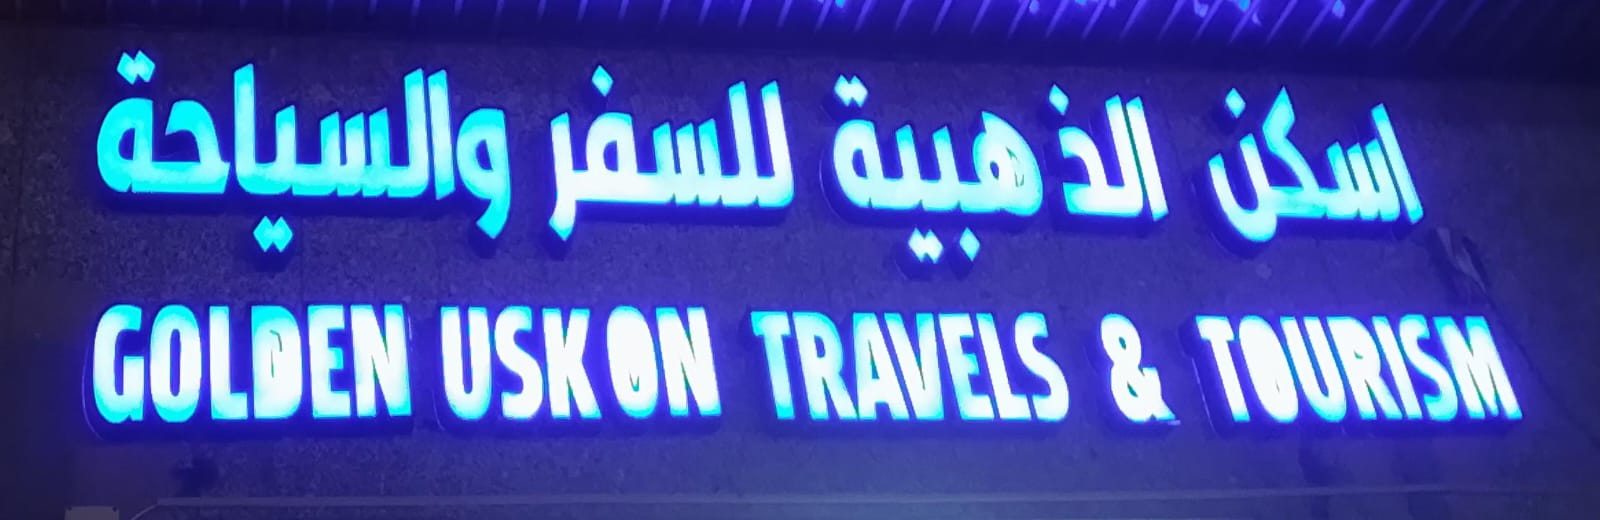 اسكن الذهبية للسفر والسياحة
GOLDEN USKON TRAVELS & TOURISM